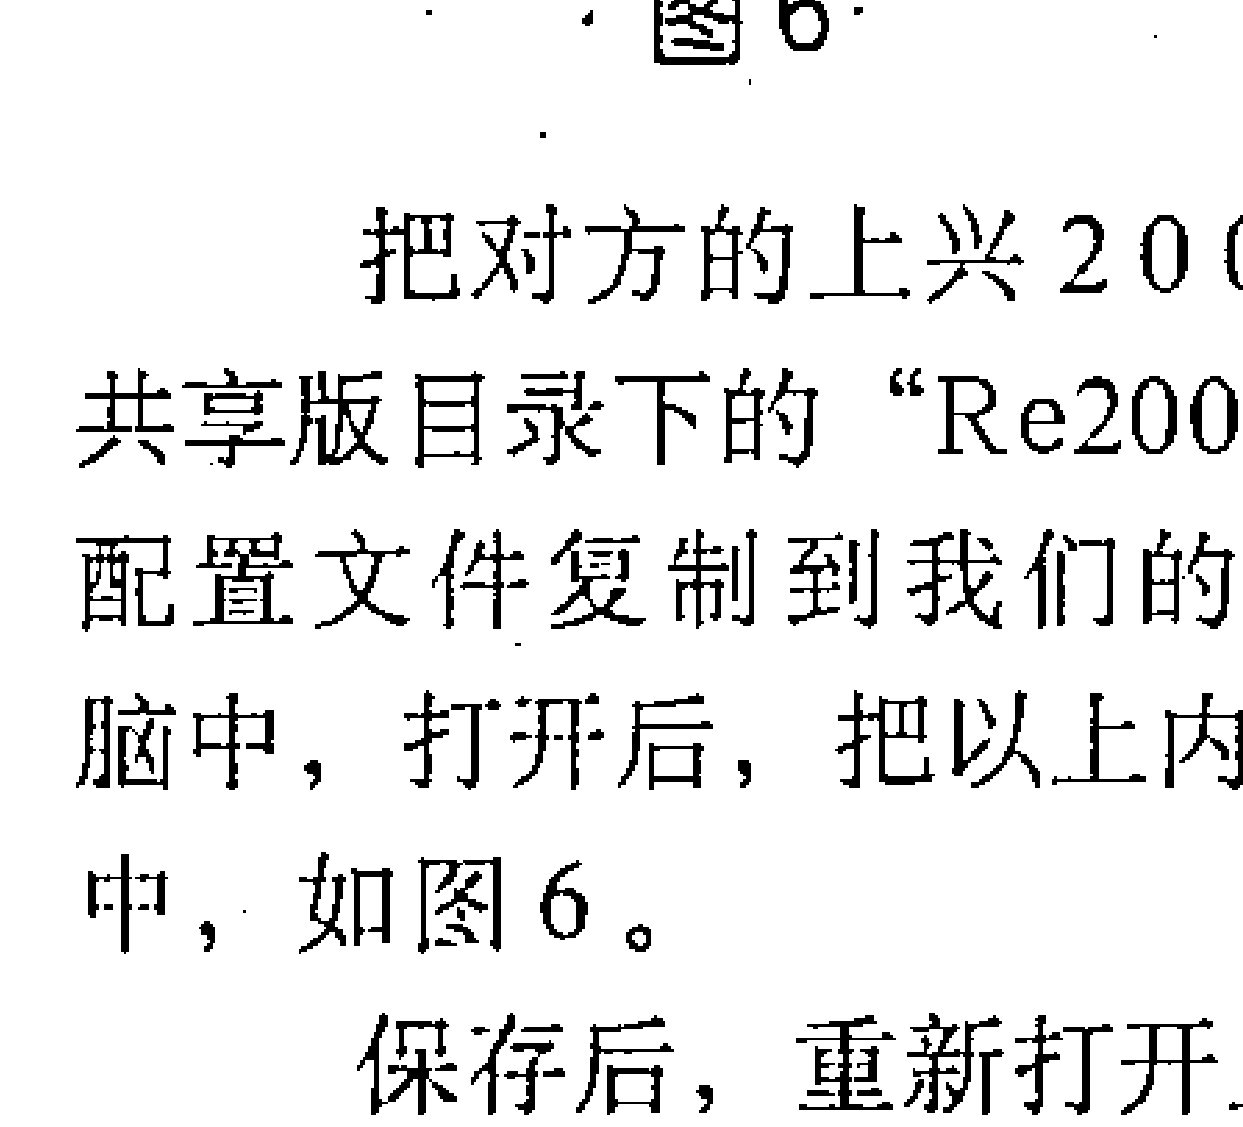 图6
把对方的上兴20
共享版目录下的“Re200
配置文件复制到我们的
脑中，打开后，把以上内
中，如图6。
保存后，重新打开